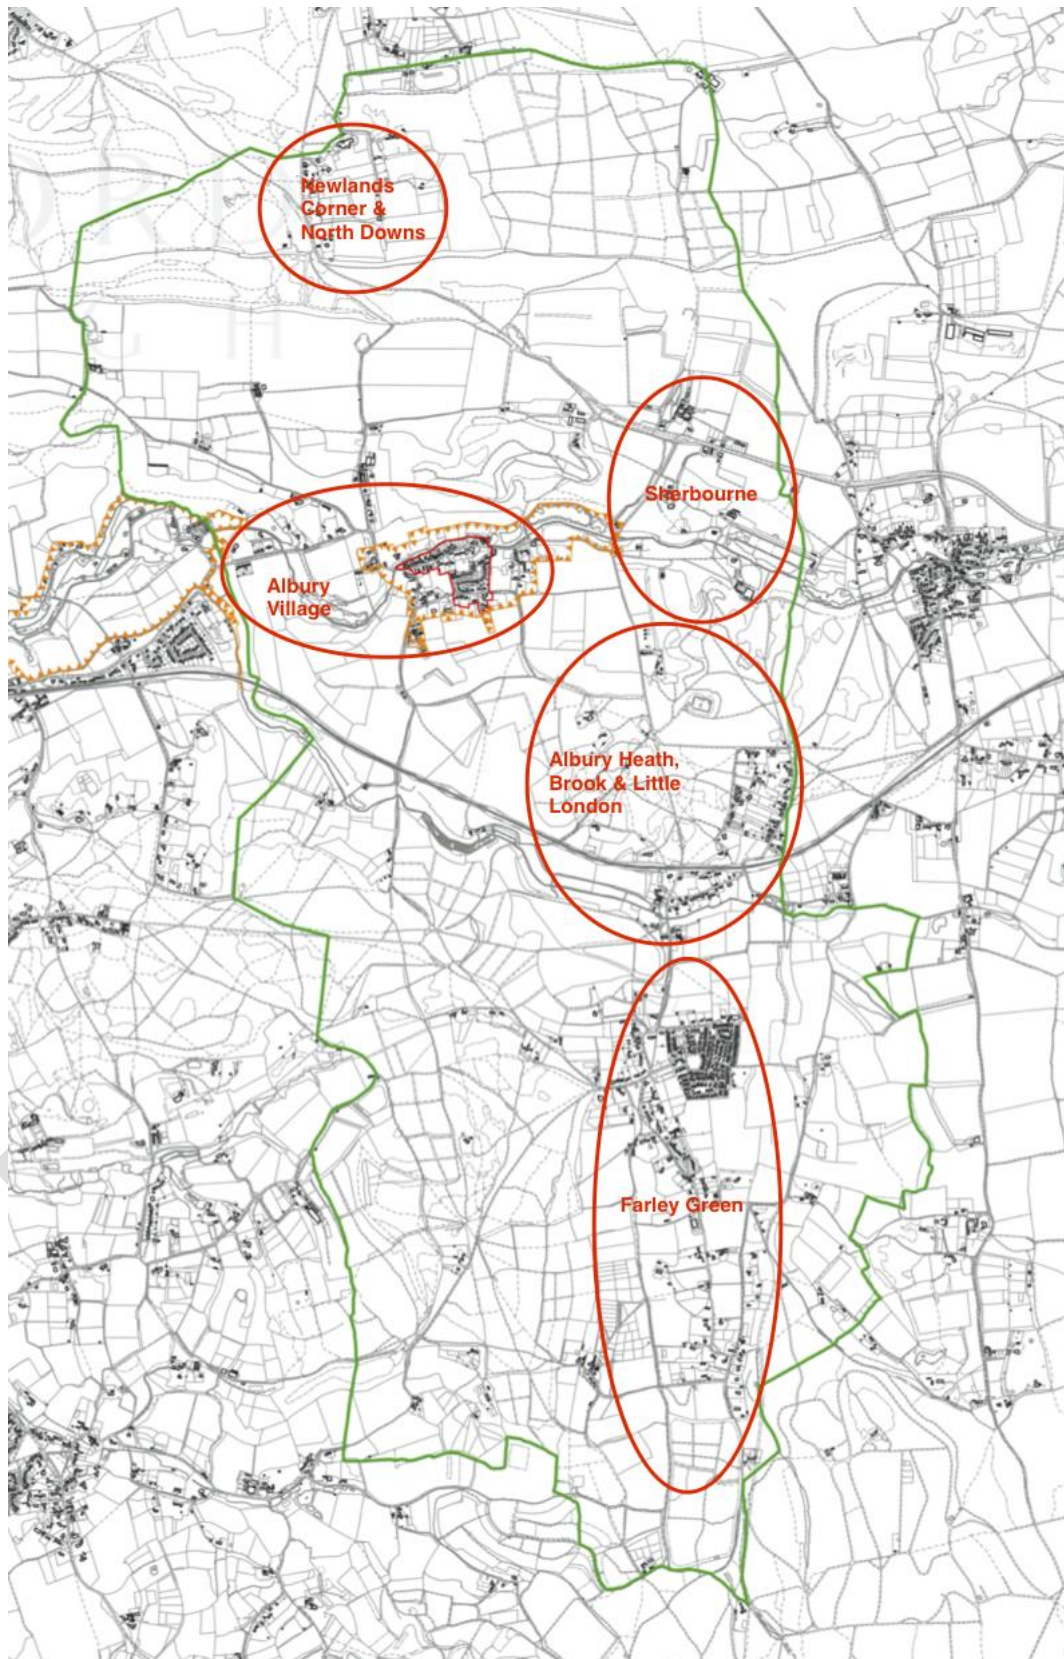 Newlands
Corner &
North Downs
Sherbourne
Albury
Village
Albury Heath,
Brook & Little
London
Farley Green